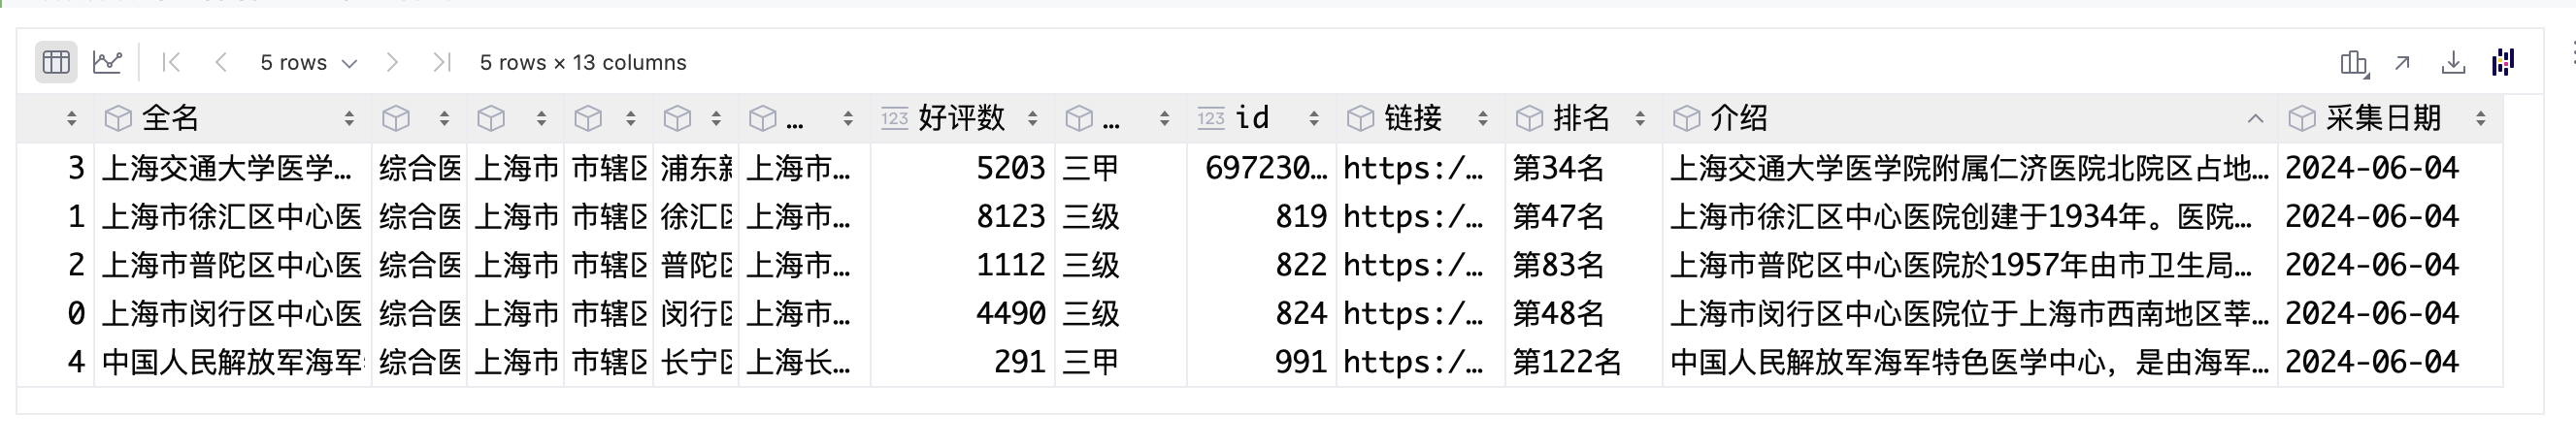 5 rows 5 rows × 13 columns
全名 ... 123 好评数 ... 123 id 链接 排名 介绍 采集日期
3 上海交通大学医学... 综合医 上海市 市辖区 浦东新 上海市... 5203 三甲 697230... https:/... 第34名 上海交通大学医学院附属仁济医院北院区占地... 2024-06-04
1 上海市徐汇区中心医 综合医 上海市 市辖区 徐汇区 上海市... 8123 三级 819 https:/... 第47名 上海市徐汇区中心医院创建于1934年。医院... 2024-06-04
2 上海市普陀区中心医 综合医 上海市 市辖区 普陀区 上海市... 1112 三级 822 https:/... 第83名 上海市普陀区中心医院於1957年由市卫生局... 2024-06-04
0 上海市闵行区中心医 综合医 上海市 市辖区 闵行区 上海市... 4490 三级 824 https:/... 第48名 上海市闵行区中心医院位于上海市西南地区莘... 2024-06-04
4 中国人民解放军海军 综合医 上海市 市辖区 长宁区 上海长... 291 三甲 991 https:/... 第122名 中国人民解放军海军特色医学中心，是由海军... 2024-06-04